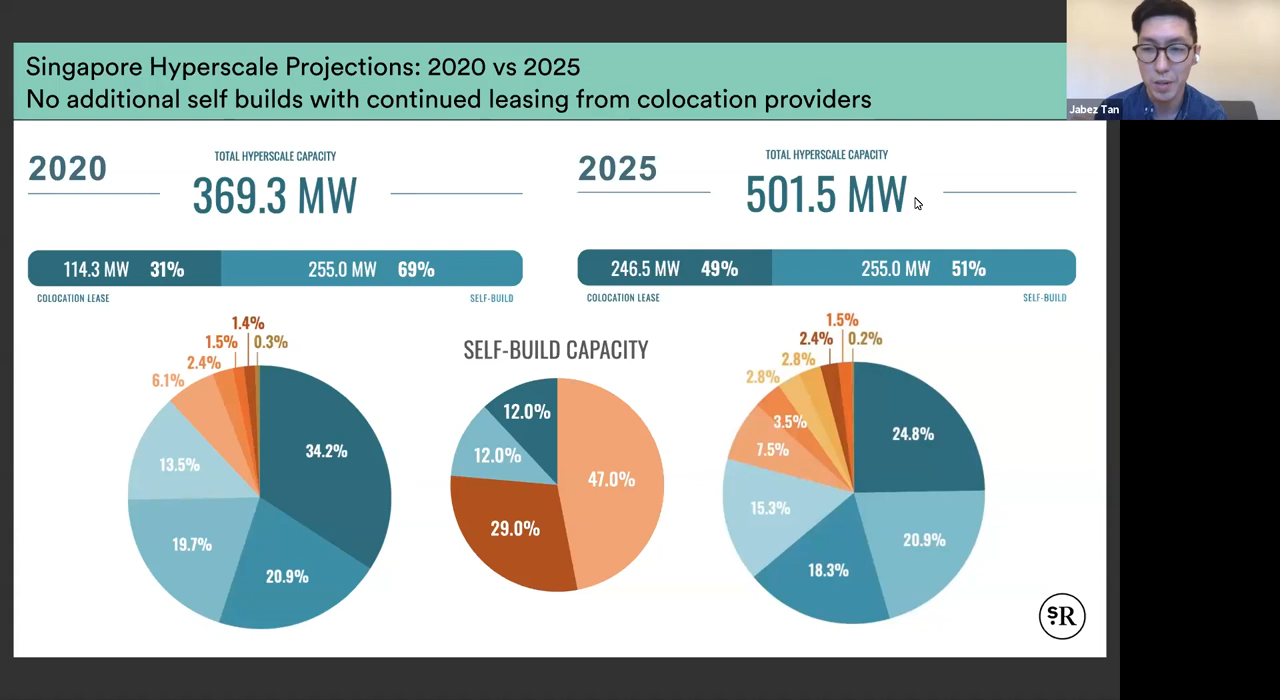 Singapore Hyperscale Projections: 2020 vs 2025
No additional self builds with continued leasing from colocation providers
Jabez Tan
2020
TOTAL HYPERSCALE CAPACITY
369.3 MW
114.3 MW 31%
255.0 MW 69%
COLOCATION LEASE
SELF-BUILD
2025
TOTAL HYPERSCALE CAPACITY
501.5 MW
246.5 MW 49%
255.0 MW 51%
COLOCATION LEASE
SELF-BUILD
1.4%
1.5%
0.3%
2.4%
6.1%
34.2%
13.5%
19.7%
20.9%
SELF-BUILD CAPACITY
12.0%
12.0%
47.0%
29.0%
1.5%
2.4%
0.2%
2.8%
2.8%
3.5%
24.8%
7.5%
15.3%
20.9%
18.3%
sR